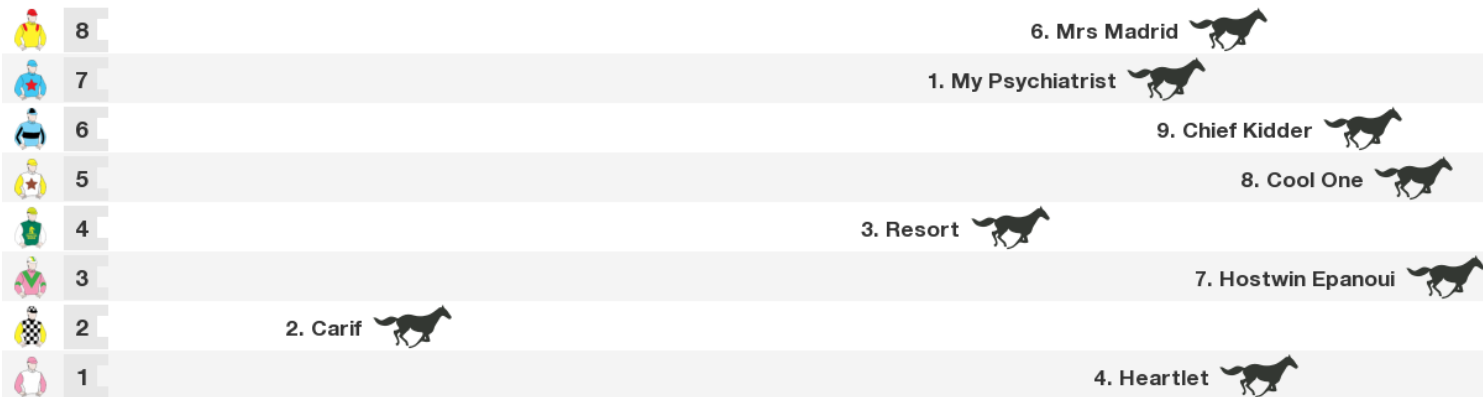 8 6. Mrs Madrid
7 1. My Psychiatrist
6 9. Chief Kidder
5 8. Cool One
4 3. Resort
3 7. Hostwin Epanoui
2 2. Carif
1 4. Heartlet